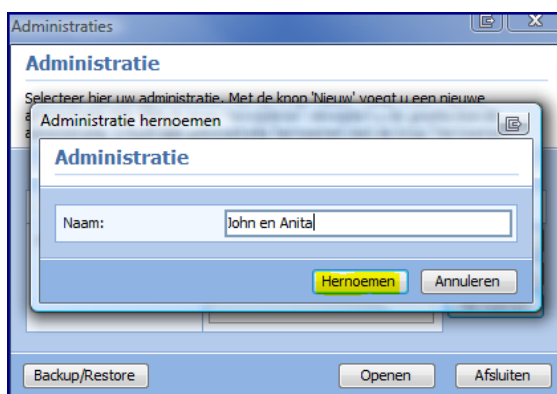 Administraties
Administratie
Selecteer hier uw administratie. Met de knop 'Nieuw' voegt u een nieuwe
Administratie hernoemen
Administratie
Naam:
John en Anita
Hernoemen
Annuleren
Backup/Restore
Openen
Afsluiten